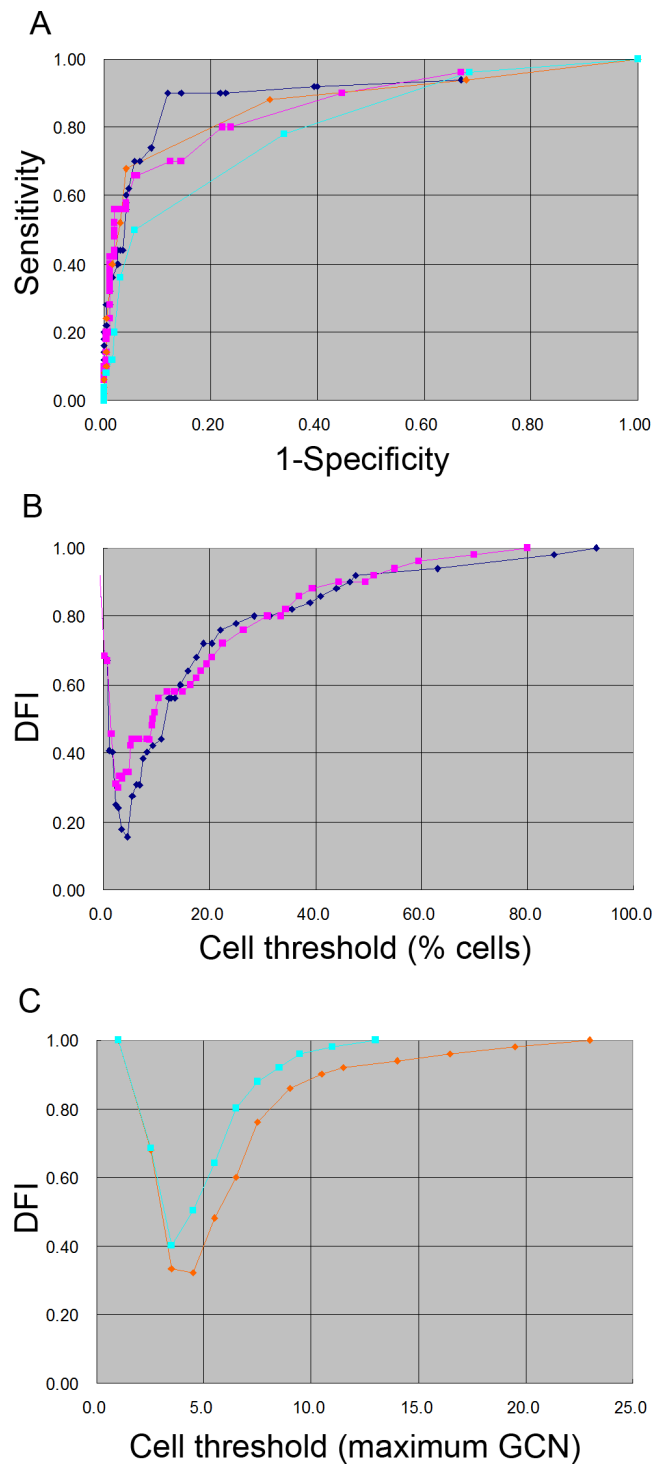 A
1.00
0.80
0.60
0.40
0.20
0.00
Sensitivity
0.00 0.20 0.40 0.60 0.80 1.00
1-Specificity
B
1.00
0.80
0.60
0.40
0.20
0.00
DFI
0.0 20.0 40.0 60.0 80.0 100.0
Cell threshold (% cells)
C
1.00
0.80
0.60
0.40
0.20
0.00
DFI
0.0 5.0 10.0 15.0 20.0 25.0
Cell threshold (maximum GCN)